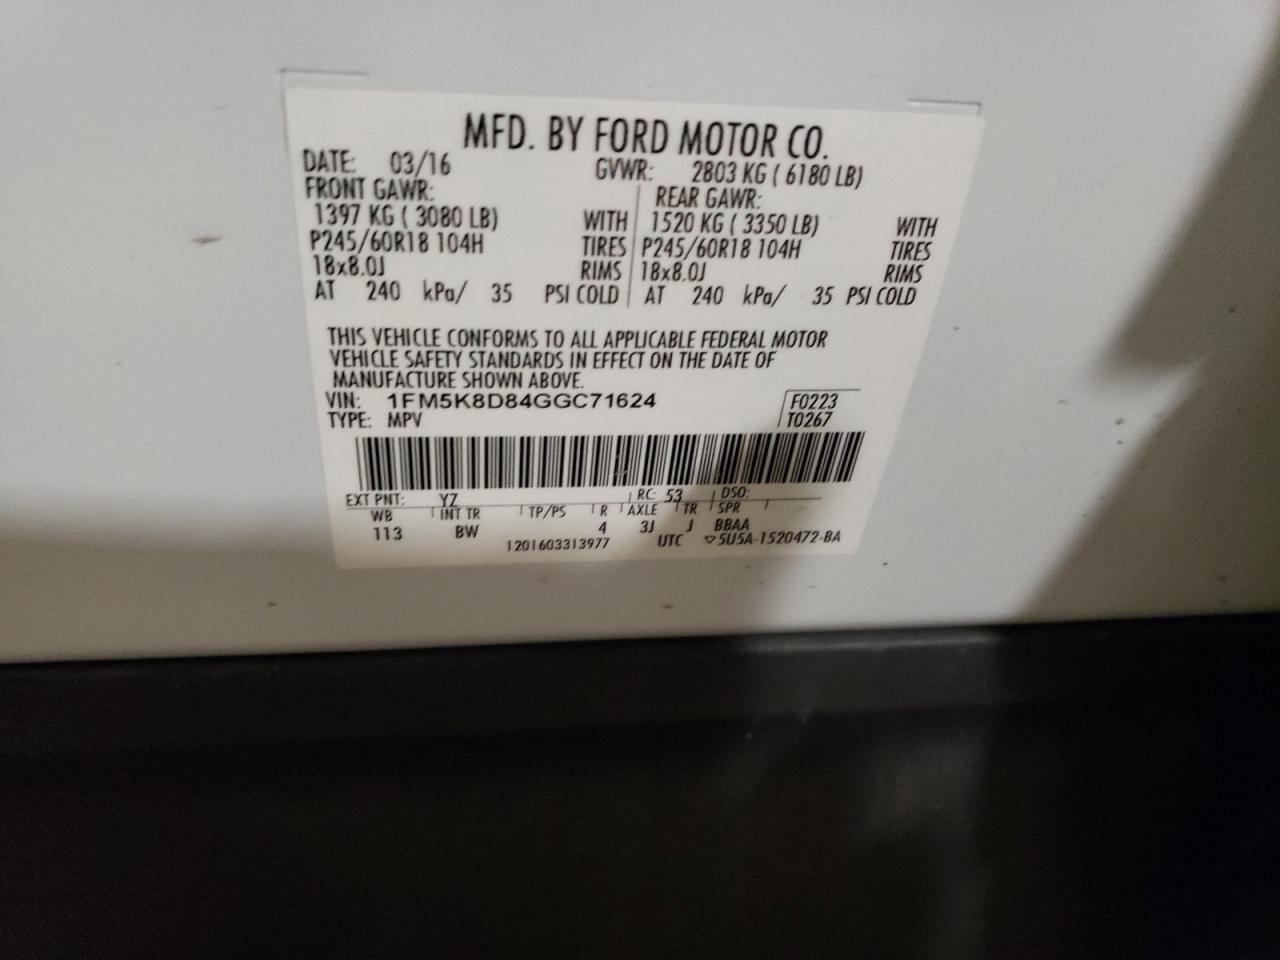 MFD. BY FORD MOTOR CO.
DATE: 03/16 GVWR: 2803 KG ( 6180 LB)
FRONT GAWR: REAR GAWR:
1397 KG ( 3080 LB) WITH 1520 KG ( 3350 LB) WITH
P245/60R18 104H TIRES P245/60R18 104H TIRES
18x8.0J RIMS 18x8.0J RIMS
AT 240 kPa/ 35 PSI COLD AT 240 kPa/ 35 PSI COLD
THIS VEHICLE CONFORMS TO ALL APPLICABLE FEDERAL MOTOR
VEHICLE SAFETY STANDARDS IN EFFECT ON THE DATE OF
MANUFACTURE SHOWN ABOVE.
VIN: 1FM5K8D84GGC71624 F0223
TYPE: MPV T0267
EXT PNT: YZ RC: 53 DSO:
WB INT TR TP/PS R AXLE TR SPR
113 BW 4 3J J BBAA
1201603313977 UTC ▽5U5A-1520472-BA